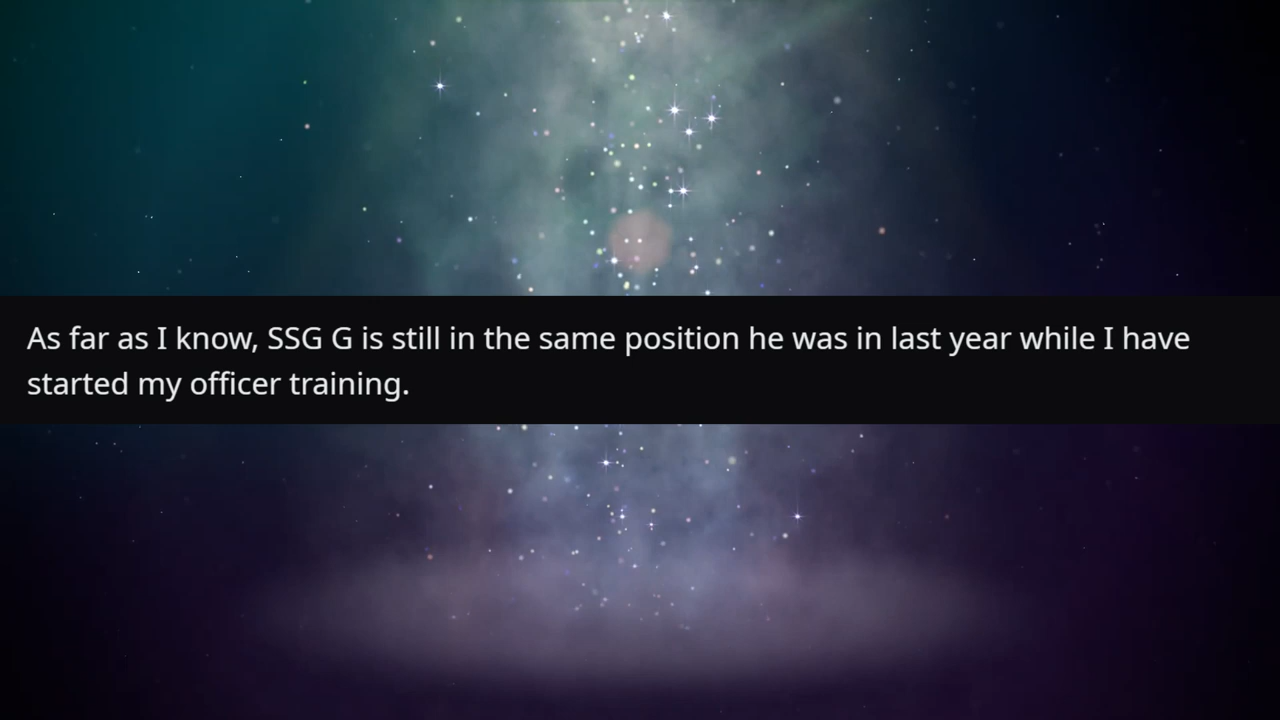 As far as I know, SSG G is still in the same position he was in last year while I have
started my officer training.